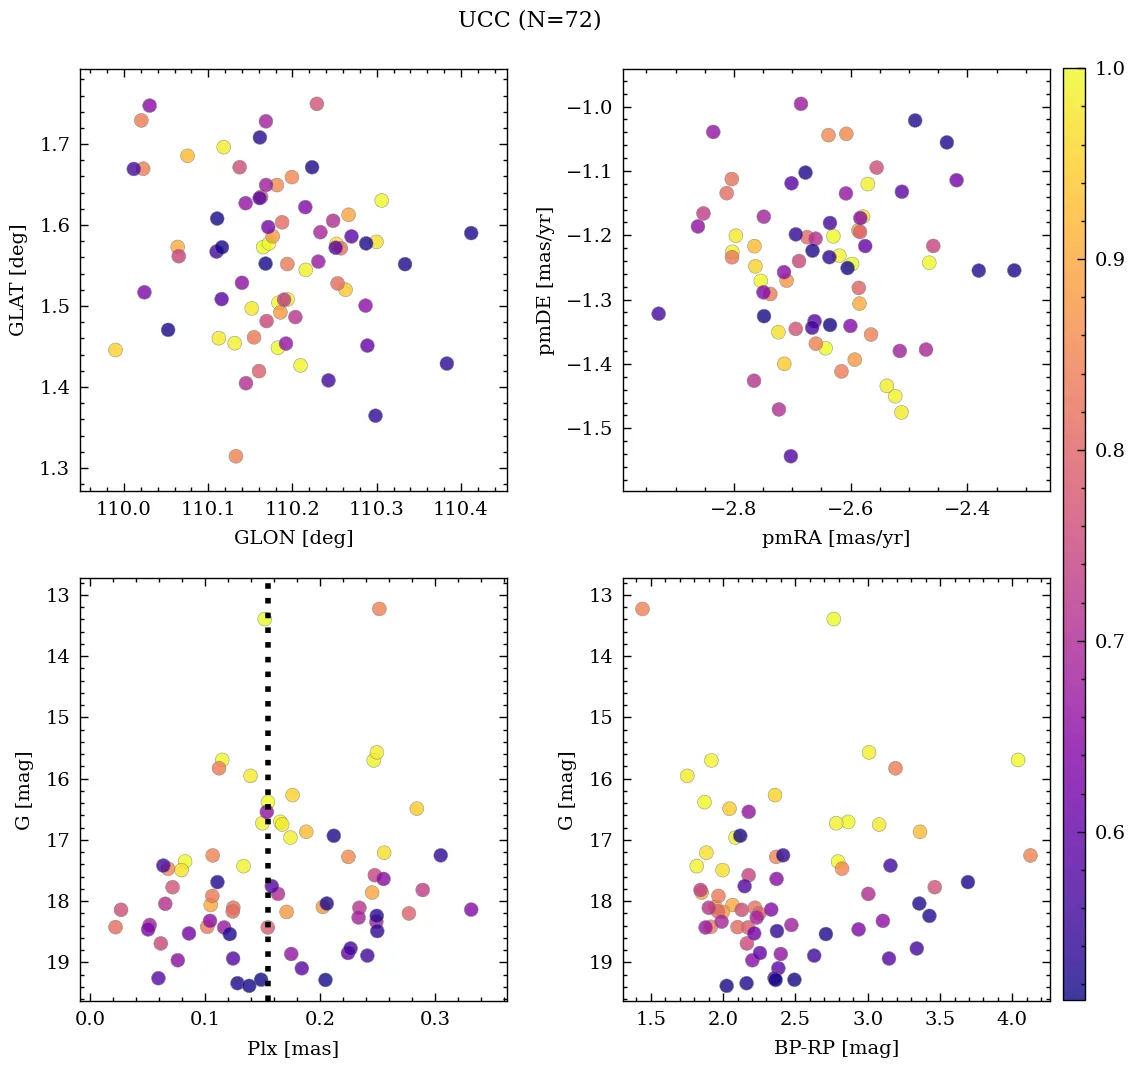 UCC (N=72)
1.7
1.6
1.5
1.4
1.3
GLAT [deg]
110.0 110.1 110.2 110.3 110.4
GLON [deg]
−1.0
−1.1
−1.2
−1.3
−1.4
−1.5
pmDE [mas/yr]
−2.8 −2.6 −2.4
pmRA [mas/yr]
1.0
0.9
0.8
0.7
0.6
13
14
15
16
17
18
19
G [mag]
0.0 0.1 0.2 0.3
Plx [mas]
13
14
15
16
17
18
19
G [mag]
1.5 2.0 2.5 3.0 3.5 4.0
BP-RP [mag]